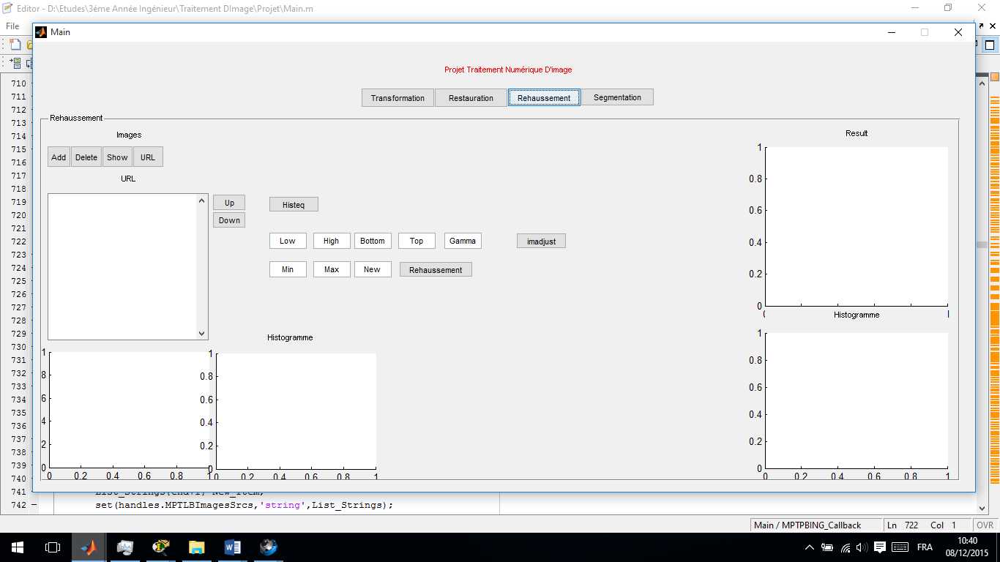 Editor - D:\Etudes\3éme Année Ingénieur\Traitement DImage\Projet\Main.m
File
Main
Projet Traitement Numérique D'image
Transformation Restauration Rehaussement Segmentation
Rehaussement
Images
Add Delete Show URL
URL
Up
Down
Histeq
Low High Bottom Top Gamma imadjust
Min Max New Rehaussement
Histogramme
1
8
6
4
2
0
0 0.2 0.4 0.6 0.8 1
1
0.8
0.6
0.4
0.2
0
0 0.2 0.4 0.6 0.8 1
Result
1
0.8
0.6
0.4
0.2
0
Histogramme
1
0.8
0.6
0.4
0.2
0
0 0.2 0.4 0.6 0.8 1
710
711
712
713
714
715
716
717
718
719
720
721
722
723
724
725
726
727
728
729
730
731
732
733
734
735
736
737
738
739
740
741 List_Strings{end+1} New_Item;
742 set(handles.MPTLBImagesSrcs,'string',List_Strings);
Main / MPTPBING_Callback Ln 722 Col 1 OVR
FRA
10:40
08/12/2015